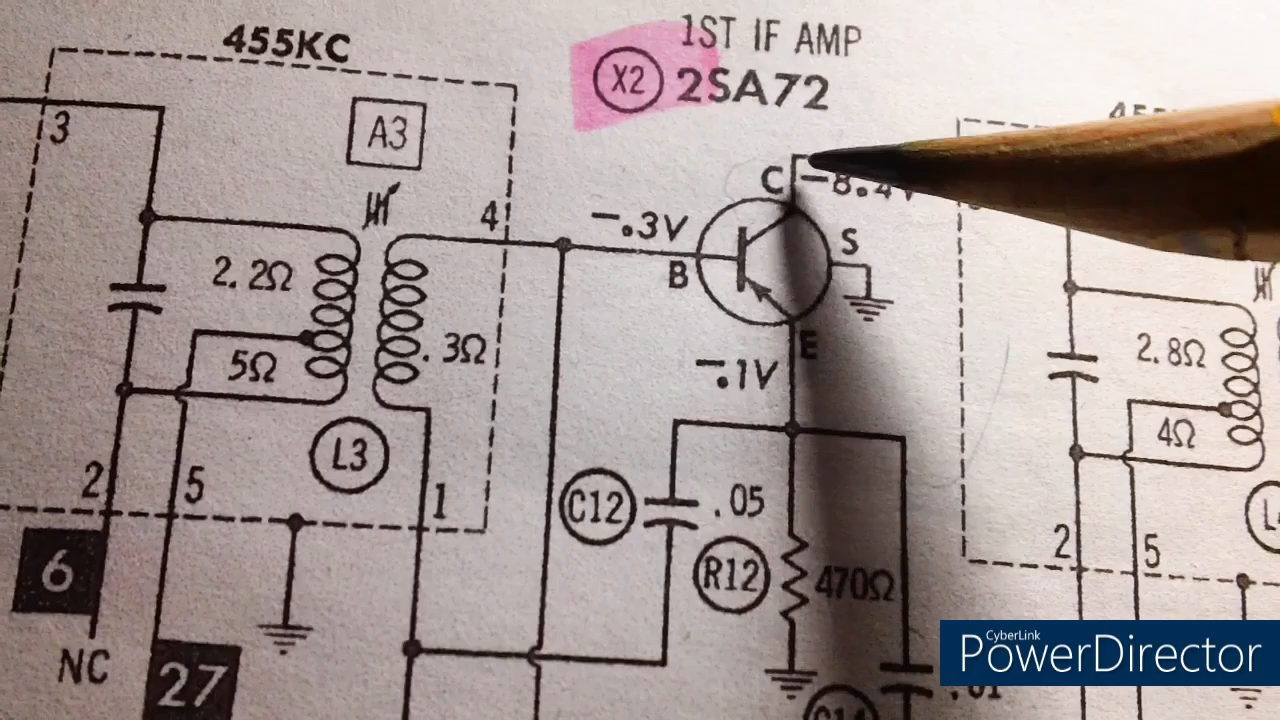 455KC
1ST IF AMP
X2 2SA72
A3
3
C
4
-.3V
S
B
2.2Ω
.3Ω
E
5Ω
-.1V
2.8Ω
4Ω
L3
2
5
1
C12
.05
R12
470Ω
2
5
6
NC
27
CyberLink
PowerDirector